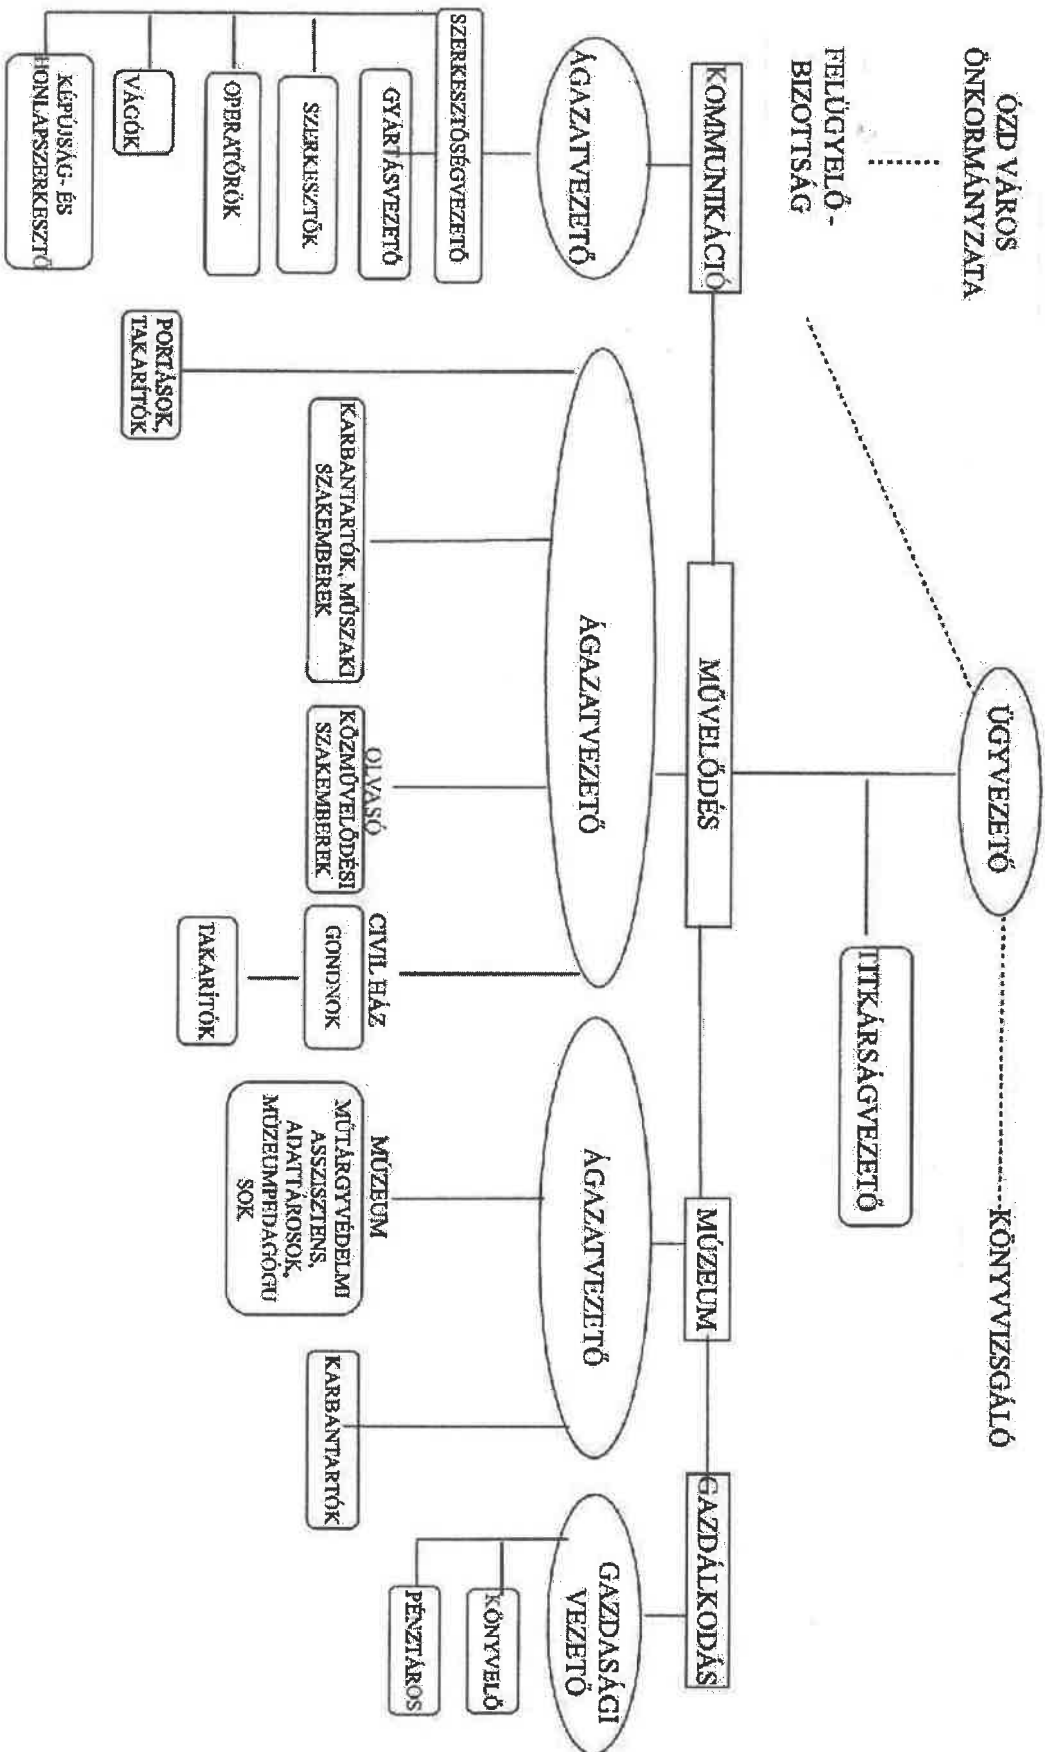 ÓZD VÁROS
ÖNKORMÁNYZATA
ÜGYVEZETŐ
KÖNYVVIZSGÁLÓ
FELÜGYELŐ -
BIZOTTSÁG
TITKÁRSÁGVEZETŐ
KOMMUNIKÁCIÓ
MŰVELŐDÉS
MÚZEUM
GAZDÁLKODÁS
ÁGAZATVEZETŐ
ÁGAZATVEZETŐ
ÁGAZATVEZETŐ
GAZDASÁGI
VEZETŐ
SZERKESZTŐSÉGVEZETŐ
GYÁRTÁSVEZETŐ
SZERKESZTŐK
OPERATŐRÖK
VÁGÓK
KÉPÚJSÁG- ÉS
HONLAPSZERKESZTŐ
PORTÁSOK,
TAKARÍTÓK
KARBANTARTÓK, MŰSZAKI
SZAKEMBEREK
OLVASÓ
KÖZMŰVELŐDÉSI
SZAKEMBEREK
CIVIL HÁZ
GONDNOK
TAKARÍTÓK
MÚZEUM
MŰTÁRGYVÉDELMI
ASSZISZTENS,
ADATTÁROSOK,
MÚZEUMPEDAGÓGU
SOK
KARBANTARTÓK
KÖNYVELŐ
PÉNZTÁROS